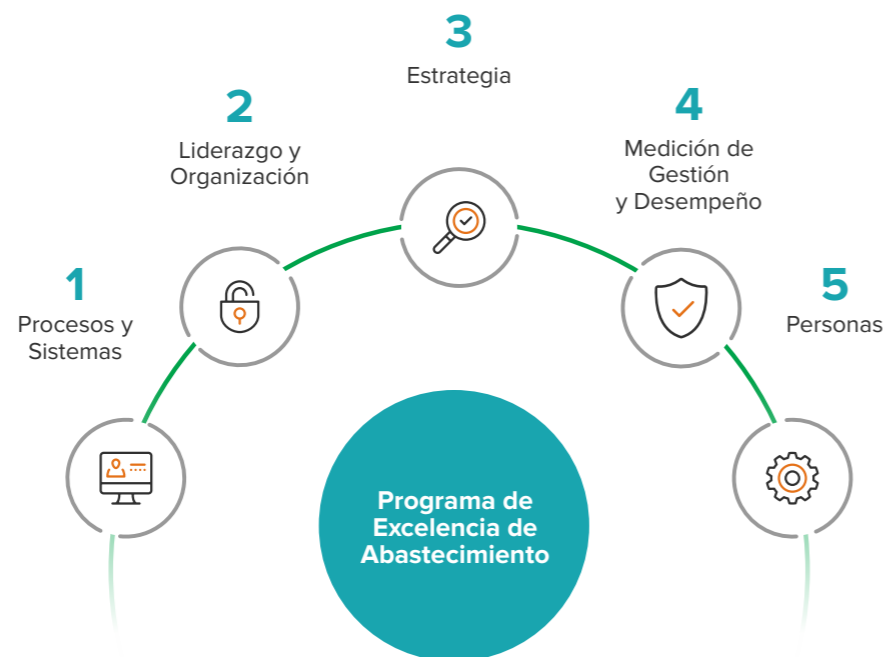 1
Procesos y
Sistemas
2
Liderazgo y
Organización
3
Estrategia
4
Medición de
Gestión
y Desempeño
5
Personas
Programa de
Excelencia de
Abastecimiento